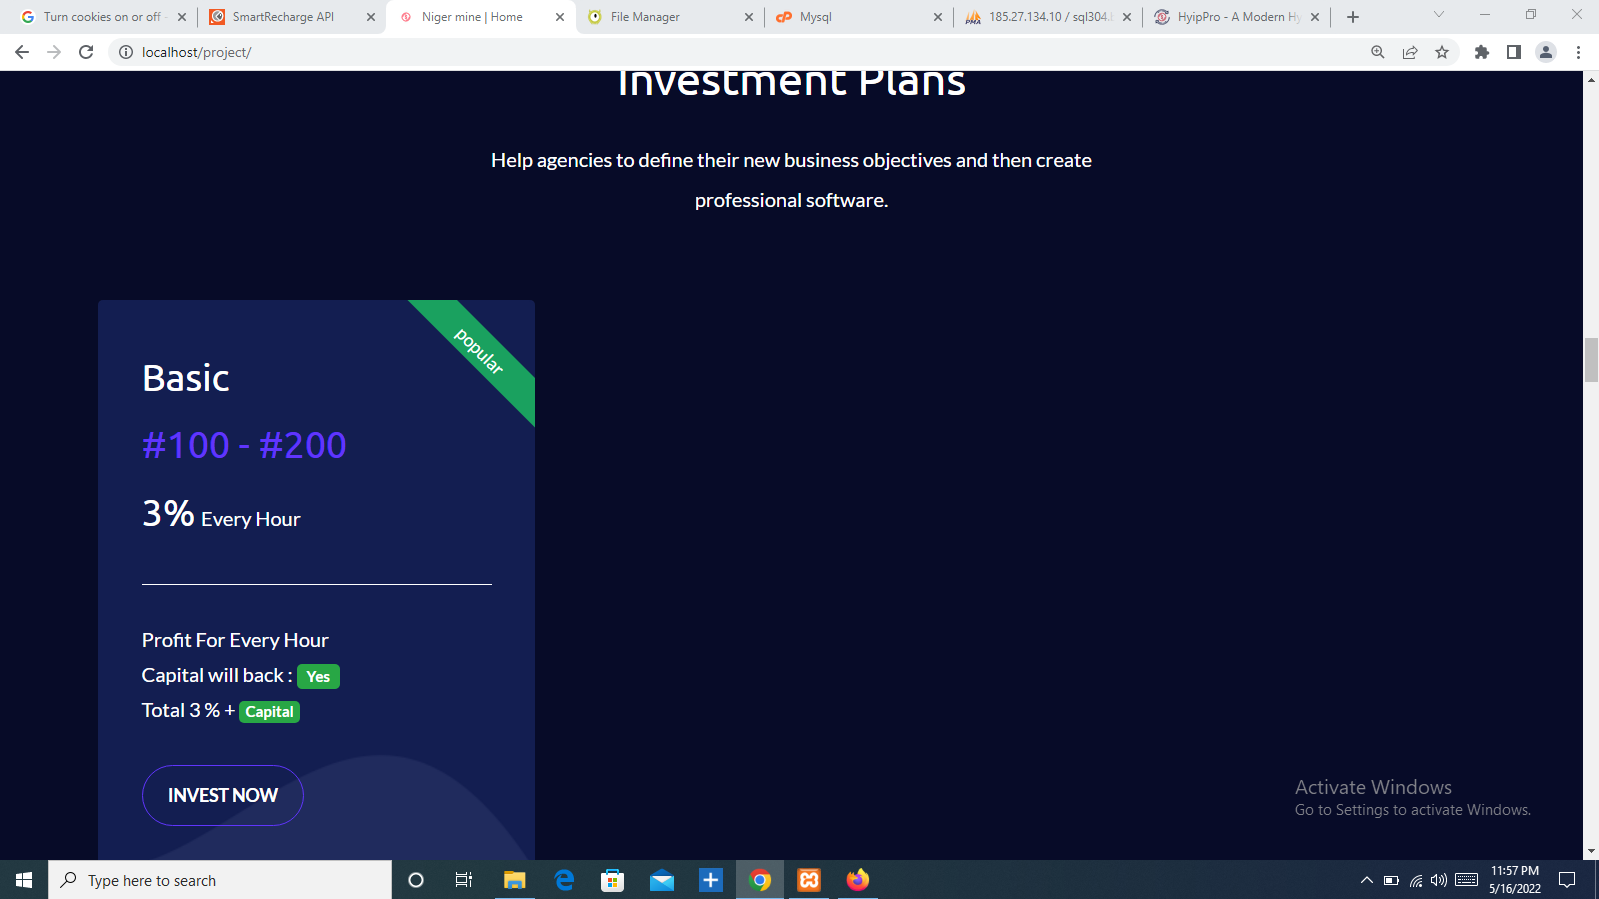 Turn cookies on or off
SmartRecharge API
Niger mine | Home
File Manager
Mysql
185.27.134.10 / sql304.
HyipPro - A Modern Hy
localhost/project/
Investment Plans
Help agencies to define their new business objectives and then create
professional software.
popular
Basic
#100 - #200
3% Every Hour
Profit For Every Hour
Capital will back : Yes
Total 3 % + Capital
INVEST NOW
Activate Windows
Go to Settings to activate Windows.
Type here to search
11:57 PM
5/16/2022